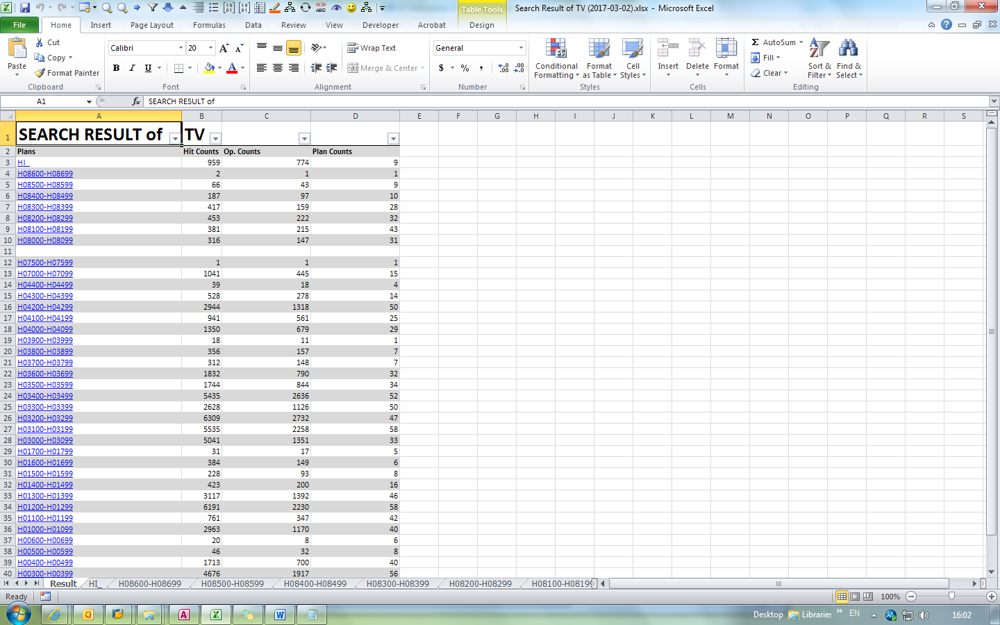 Table Tools
Search Result of TV (2017-03-02).xlsx - Microsoft Excel
File Home Insert Page Layout Formulas Data Review View Developer Acrobat Design
Paste
Cut
Copy
Format Painter
Clipboard
Calibri 20
B I U
Font
Wrap Text
Merge & Center
Alignment
General
$ % ,
Number
Conditional Formatting
Format as Table
Cell Styles
Styles
Insert Delete Format
Cells
AutoSum
Fill
Clear
Sort & Filter
Find & Select
Editing
A1 fx SEARCH RESULT of
A B C D E F G H I J K L M N O P Q R S
1 SEARCH RESULT of TV
2 Plans Hit Counts Op. Counts Plan Counts
3 HI_ 959 774 9
4 H08600-H08699 2 1 1
5 H08500-H08599 66 43 9
6 H08400-H08499 187 97 10
7 H08300-H08399 417 159 28
8 H08200-H08299 453 222 32
9 H08100-H08199 381 215 43
10 H08000-H08099 316 147 31
11
12 H07500-H07599 1 1 1
13 H07000-H07099 1041 445 15
14 H04400-H04499 39 18 4
15 H04300-H04399 528 278 14
16 H04200-H04299 2944 1318 50
17 H04100-H04199 941 561 25
18 H04000-H04099 1350 679 29
19 H03900-H03999 18 11 1
20 H03800-H03899 356 157 7
21 H03700-H03799 312 148 7
22 H03600-H03699 1832 790 32
23 H03500-H03599 1744 844 34
24 H03400-H03499 5435 2636 52
25 H03300-H03399 2628 1126 50
26 H03200-H03299 6309 2732 47
27 H03100-H03199 5535 2258 58
28 H03000-H03099 5041 1351 33
29 H01700-H01799 31 17 5
30 H01600-H01699 384 149 6
31 H01500-H01599 228 93 8
32 H01400-H01499 423 200 16
33 H01300-H01399 3117 1392 46
34 H01200-H01299 6191 2230 58
35 H01100-H01199 761 347 42
36 H01000-H01099 2963 1170 40
37 H00600-H00699 20 8 6
38 H00500-H00599 46 32 8
39 H00400-H00499 1713 700 40
40 H00300-H00399 4676 1917 56
Result HI_ H08600-H08699 H08500-H08599 H08400-H08499 H08300-H08399 H08200-H08299 H08100-H08199
Ready 100%
Desktop Libraries EN 16:02